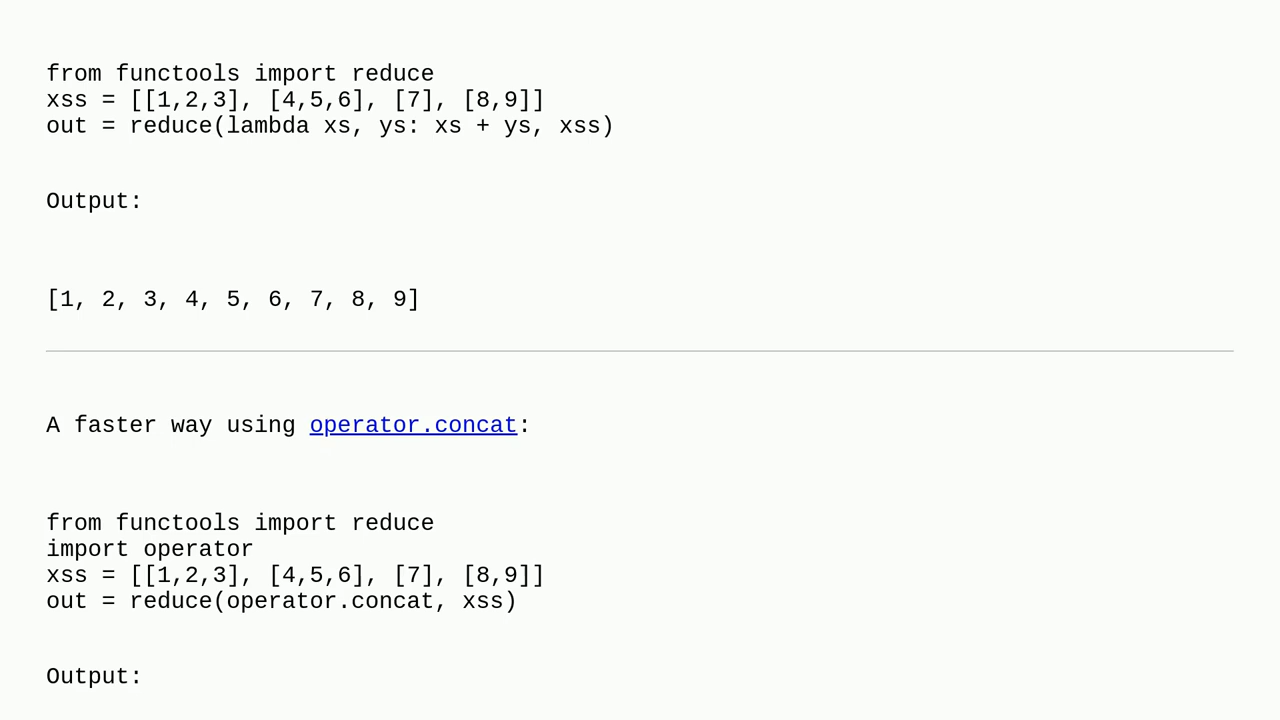 from functools import reduce
xss = [[1,2,3], [4,5,6], [7], [8,9]]
out = reduce(lambda xs, ys: xs + ys, xss)
Output:
[1, 2, 3, 4, 5, 6, 7, 8, 9]
A faster way using operator.concat:
from functools import reduce
import operator
xss = [[1,2,3], [4,5,6], [7], [8,9]]
out = reduce(operator.concat, xss)
Output: